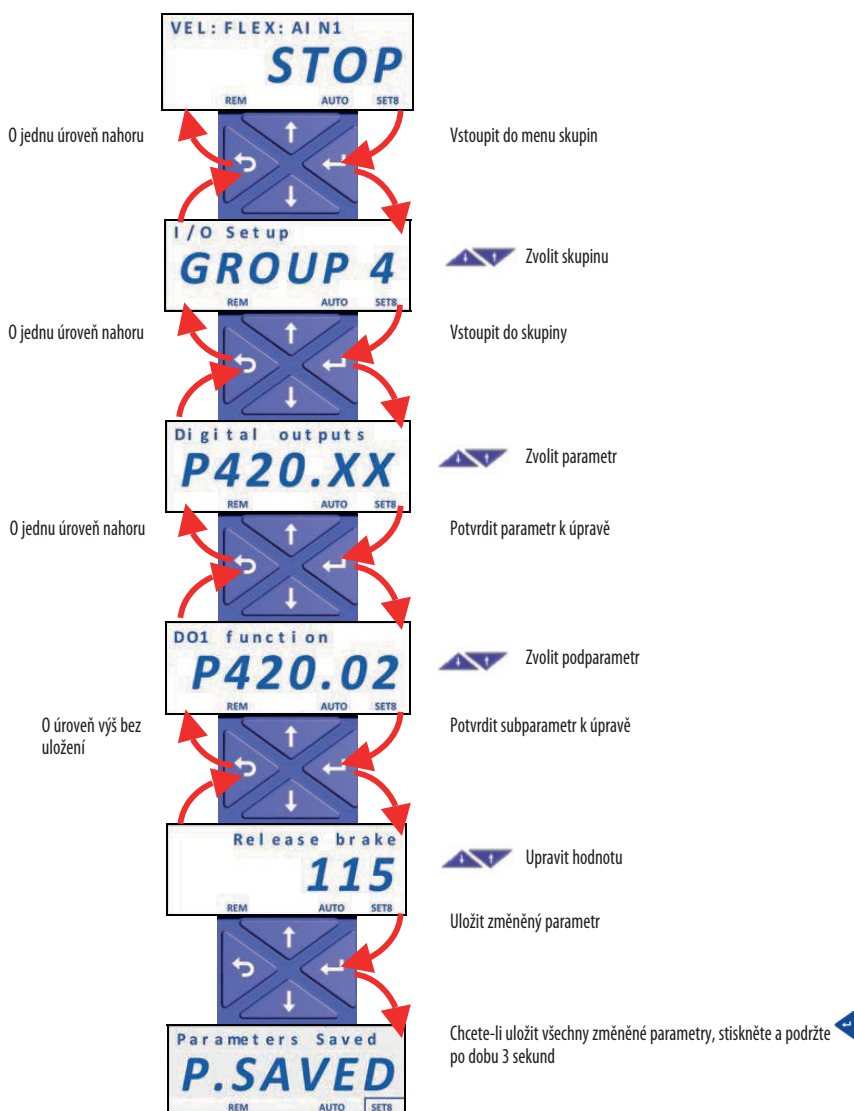 VEL: FLEX: AIN1
STOP
REM AUTO SET8
O jednu úroveň nahoru
Vstoupit do menu skupin
I/O Setup
GROUP 4
REM AUTO SET8
Zvolit skupinu
O jednu úroveň nahoru
Vstoupit do skupiny
Digital outputs
P420.XX
REM AUTO SET8
Zvolit parametr
O jednu úroveň nahoru
Potvrdit parametr k úpravě
DO1 function
P420.02
REM AUTO SET8
Zvolit podparametr
O úroveň výš bez
uložení
Potvrdit subparametr k úpravě
Release brake
115
REM AUTO SET8
Upravit hodnotu
Uložit změněný parametr
Parameters Saved
P.SAVED
REM AUTO SET8
Chcete-li uložit všechny změněné parametry, stiskněte a podržte
po dobu 3 sekund